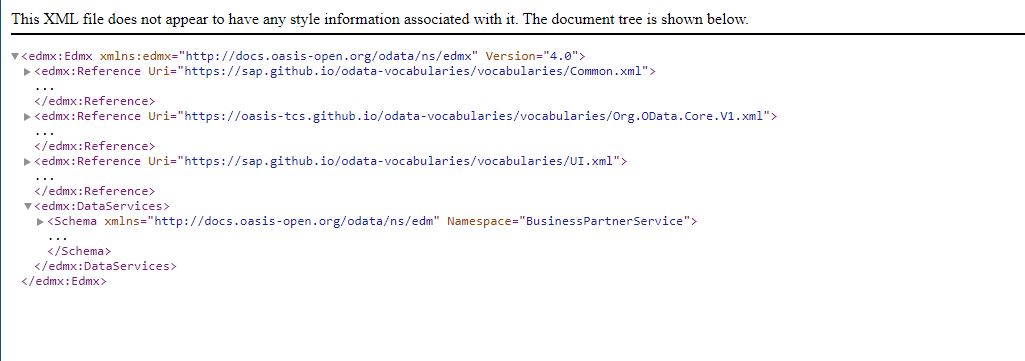 This XML file does not appear to have any style information associated with it. The document tree is shown below.
▼<edmx:Edmx xmlns:edmx="http://docs.oasis-open.org/odata/ns/edmx" Version="4.0">
▶<edmx:Reference Uri="https://sap.github.io/odata-vocabularies/vocabularies/Common.xml">
...
</edmx:Reference>
▶<edmx:Reference Uri="https://oasis-tcs.github.io/odata-vocabularies/vocabularies/Org.OData.Core.V1.xml">
...
</edmx:Reference>
▶<edmx:Reference Uri="https://sap.github.io/odata-vocabularies/vocabularies/UI.xml">
...
</edmx:Reference>
▼<edmx:DataServices>
▶<Schema xmlns="http://docs.oasis-open.org/odata/ns/edm" Namespace="BusinessPartnerService">
...
</Schema>
</edmx:DataServices>
</edmx:Edmx>